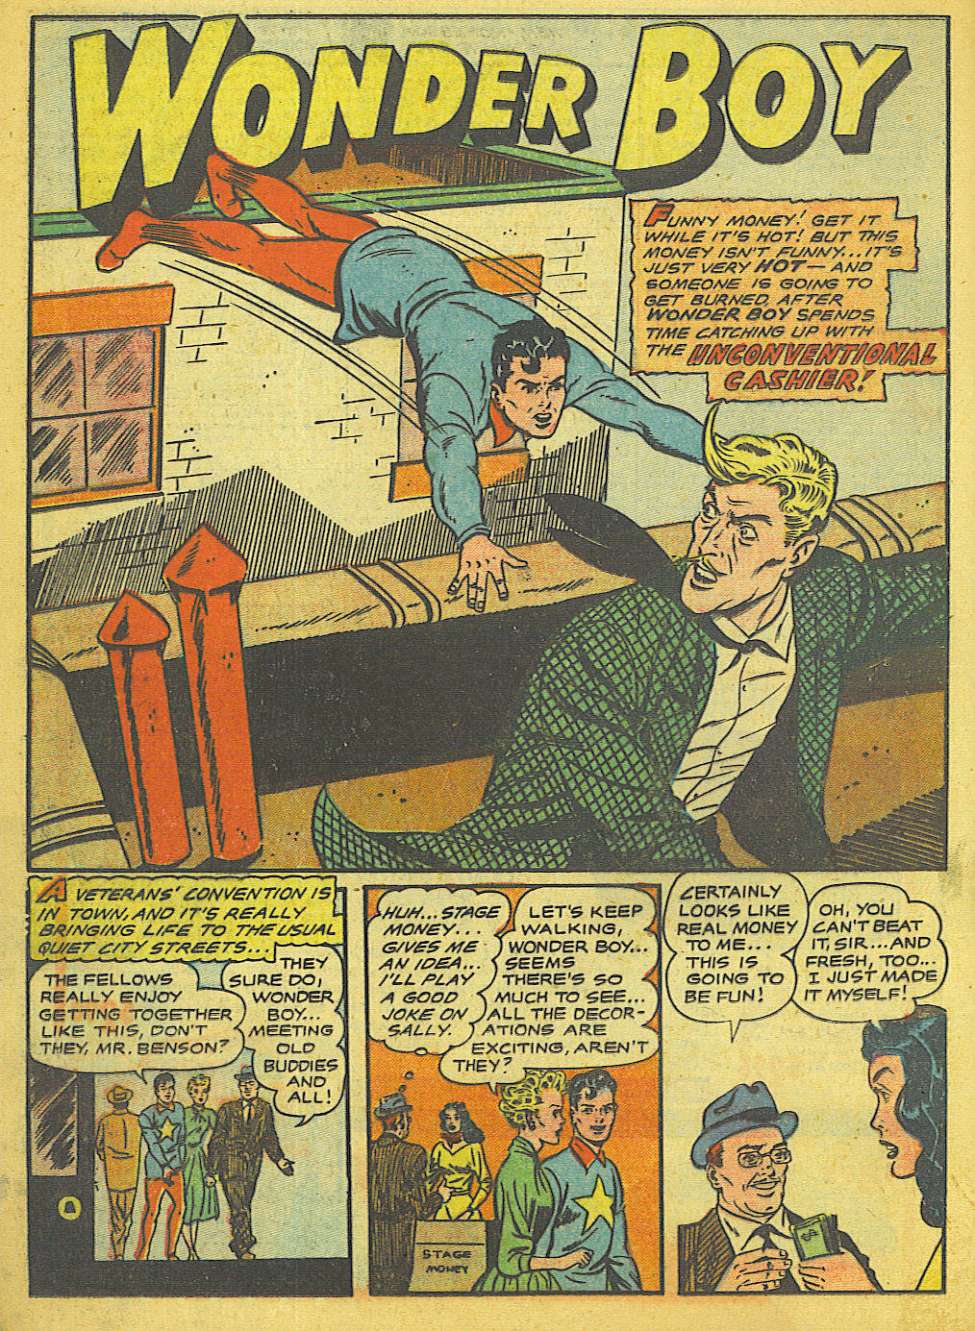 WONDER BOY
FUNNY MONEY! GET IT
WHILE IT'S HOT! BUT THIS
MONEY ISN'T FUNNY...IT'S
JUST VERY HOT — AND
SOMEONE IS GOING TO
GET BURNED, AFTER
WONDER BOY SPENDS
TIME CATCHING UP WITH
THE UNCONVENTIONAL
CASHIER!
A VETERANS' CONVENTION IS
IN TOWN, AND IT'S REALLY
BRINGING LIFE TO THE USUAL
QUIET CITY STREETS...
THE FELLOWS
REALLY ENJOY
GETTING TOGETHER
LIKE THIS, DON'T
THEY, MR. BENSON?
THEY
SURE DO,
WONDER
BOY...
MEETING
OLD
BUDDIES
AND
ALL!
HUH...STAGE
MONEY...
GIVES ME
AN IDEA...
I'LL PLAY
A GOOD
JOKE ON
SALLY.
LET'S KEEP
WALKING,
WONDER BOY...
SEEMS
THERE'S SO
MUCH TO SEE...
ALL THE DECOR-
ATIONS ARE
EXCITING, AREN'T
THEY?
STAGE
MONEY
CERTAINLY
LOOKS LIKE
REAL MONEY
TO ME...
THIS IS
GOING TO
BE FUN!
OH, YOU
CAN'T BEAT
IT, SIR...AND
FRESH, TOO...
I JUST MADE
IT MYSELF!
$